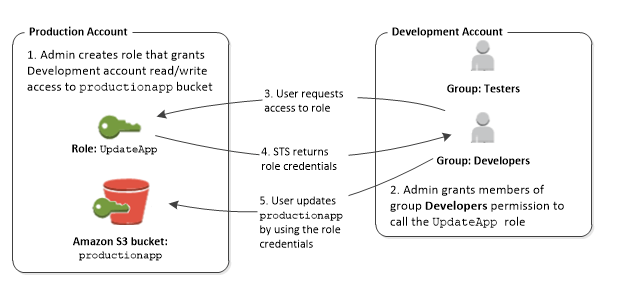 Production Account
1. Admin creates role that grants
Development account read/write
access to productionapp bucket
Role: UpdateApp
Amazon S3 bucket:
productionapp
3. User requests
access to role
4. STS returns
role credentials
5. User updates
productionapp
by using the role
credentials
Development Account
Group: Testers
Group: Developers
2. Admin grants members of
group Developers permission to
call the UpdateApp role